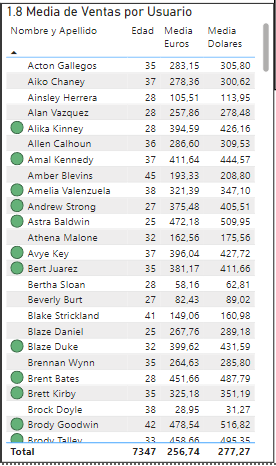 1.8 Media de Ventas por Usuario
Nombre y Apellido Edad Media Euros Media Dolares
Acton Gallegos 35 283,15 305,80
Aiko Chaney 37 278,36 300,62
Ainsley Herrera 28 105,51 113,95
Alan Vazquez 28 257,86 278,48
Alika Kinney 28 394,59 426,16
Allen Calhoun 36 286,60 309,53
Amal Kennedy 37 411,64 444,57
Amber Blevins 45 193,33 208,80
Amelia Valenzuela 38 321,39 347,10
Andrew Strong 27 375,48 405,51
Astra Baldwin 25 472,18 509,95
Athena Malone 32 162,56 175,56
Avye Key 37 396,04 427,72
Bert Juarez 35 381,17 411,66
Bertha Sloan 28 58,16 62,81
Beverly Burt 27 82,43 89,02
Blake Strickland 41 149,06 160,98
Blaze Daniel 25 267,76 289,18
Blaze Duke 32 399,62 431,59
Brennan Wynn 35 264,63 285,80
Brent Bates 28 451,66 487,79
Brett Kirby 35 325,18 351,19
Brock Doyle 38 28,95 31,27
Brody Goodwin 42 478,54 516,82
Brody Talley 33 458,66 495,35
Total 7347 256,74 277,27